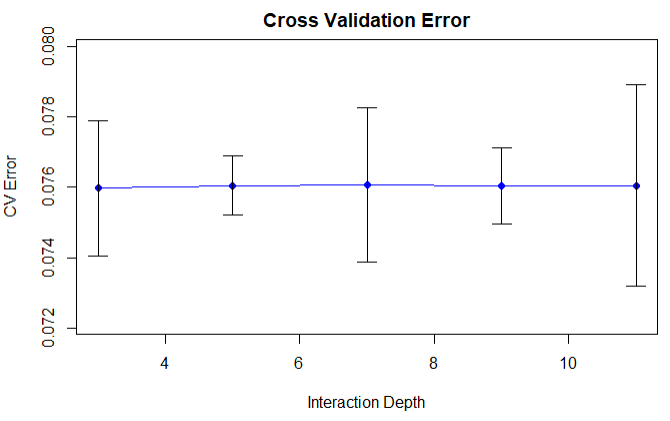 Cross Validation Error
CV Error
0.080
0.078
0.076
0.074
0.072
4 6 8 10
Interaction Depth